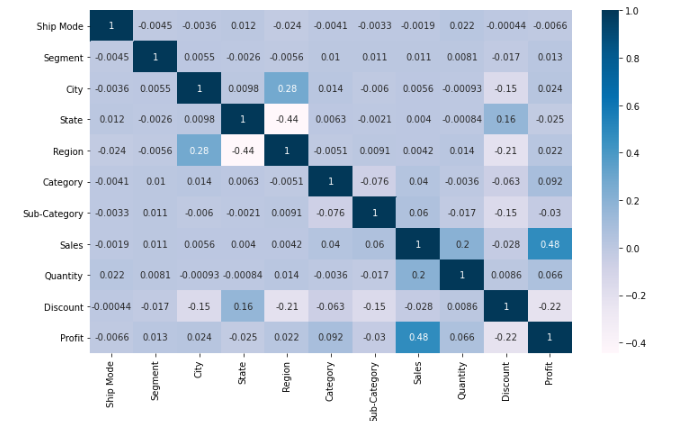 Ship Mode 1 -0.0045 -0.0036 0.012 -0.024 -0.0041 -0.0033 -0.0019 0.022 -0.00044 -0.0066
Segment -0.0045 1 0.0055 -0.0026 -0.0056 0.01 0.011 0.011 0.0081 -0.017 0.013
City -0.0036 0.0055 1 0.0098 0.28 0.014 -0.006 0.0056 -0.00093 -0.15 0.024
State 0.012 -0.0026 0.0098 1 -0.44 0.0063 -0.0021 0.004 -0.00084 0.16 -0.025
Region -0.024 -0.0056 0.28 -0.44 1 -0.0051 0.0091 0.0042 0.014 -0.21 0.022
Category -0.0041 0.01 0.014 0.0063 -0.0051 1 -0.076 0.04 -0.0036 -0.063 0.092
Sub-Category -0.0033 0.011 -0.006 -0.0021 0.0091 -0.076 1 0.06 -0.017 -0.15 -0.03
Sales -0.0019 0.011 0.0056 0.004 0.0042 0.04 0.06 1 0.2 -0.028 0.48
Quantity 0.022 0.0081 -0.00093 -0.00084 0.014 -0.0036 -0.017 0.2 1 0.0086 0.066
Discount -0.00044 -0.017 -0.15 0.16 -0.21 -0.063 -0.15 -0.028 0.0086 1 -0.22
Profit -0.0066 0.013 0.024 -0.025 0.022 0.092 -0.03 0.48 0.066 -0.22 1
Ship Mode
Segment
City
State
Region
Category
Sub-Category
Sales
Quantity
Discount
Profit
1.0
0.8
0.6
0.4
0.2
0.0
−0.2
−0.4